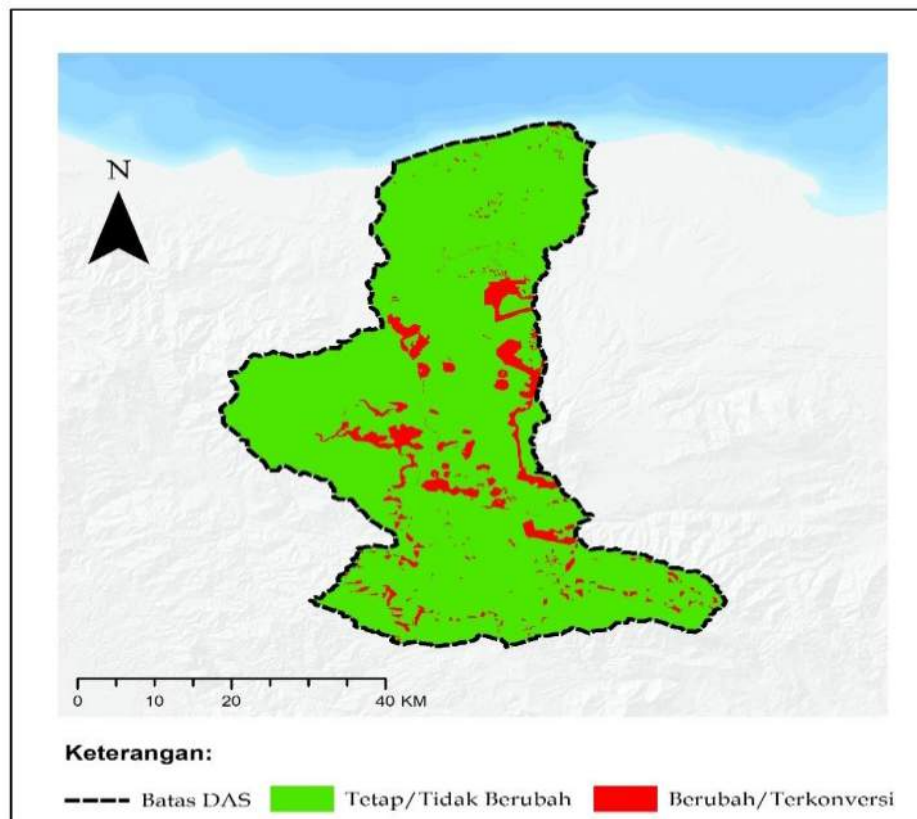 N
0 10 20 40 KM
Keterangan:
Batas DAS Tetap/Tidak Berubah Berubah/Terkonversi